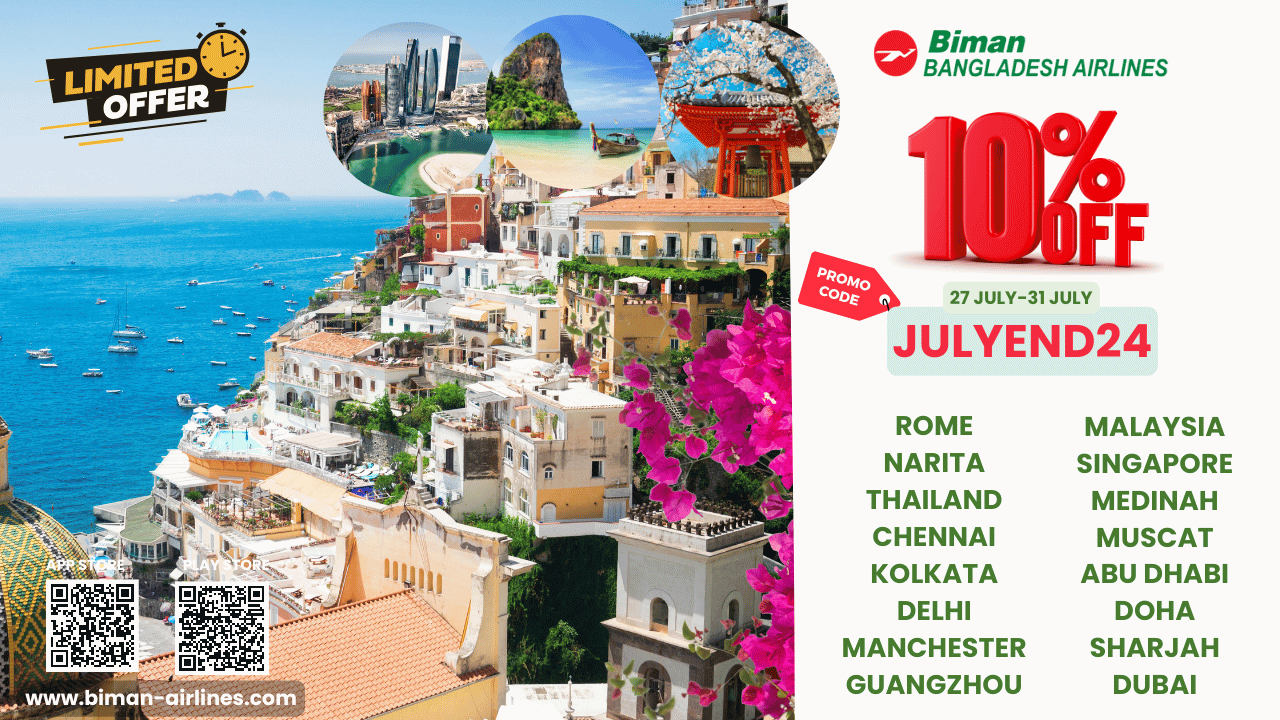 LIMITED
OFFER
Biman
BANGLADESH AIRLINES
10%
OFF
PROMO
CODE
27 JULY-31 JULY
JULYEND24
ROME
NARITA
THAILAND
CHENNAI
KOLKATA
DELHI
MANCHESTER
GUANGZHOU
MALAYSIA
SINGAPORE
MEDINAH
MUSCAT
ABU DHABI
DOHA
SHARJAH
DUBAI
APP STORE
PLAY STORE
www.biman-airlines.com